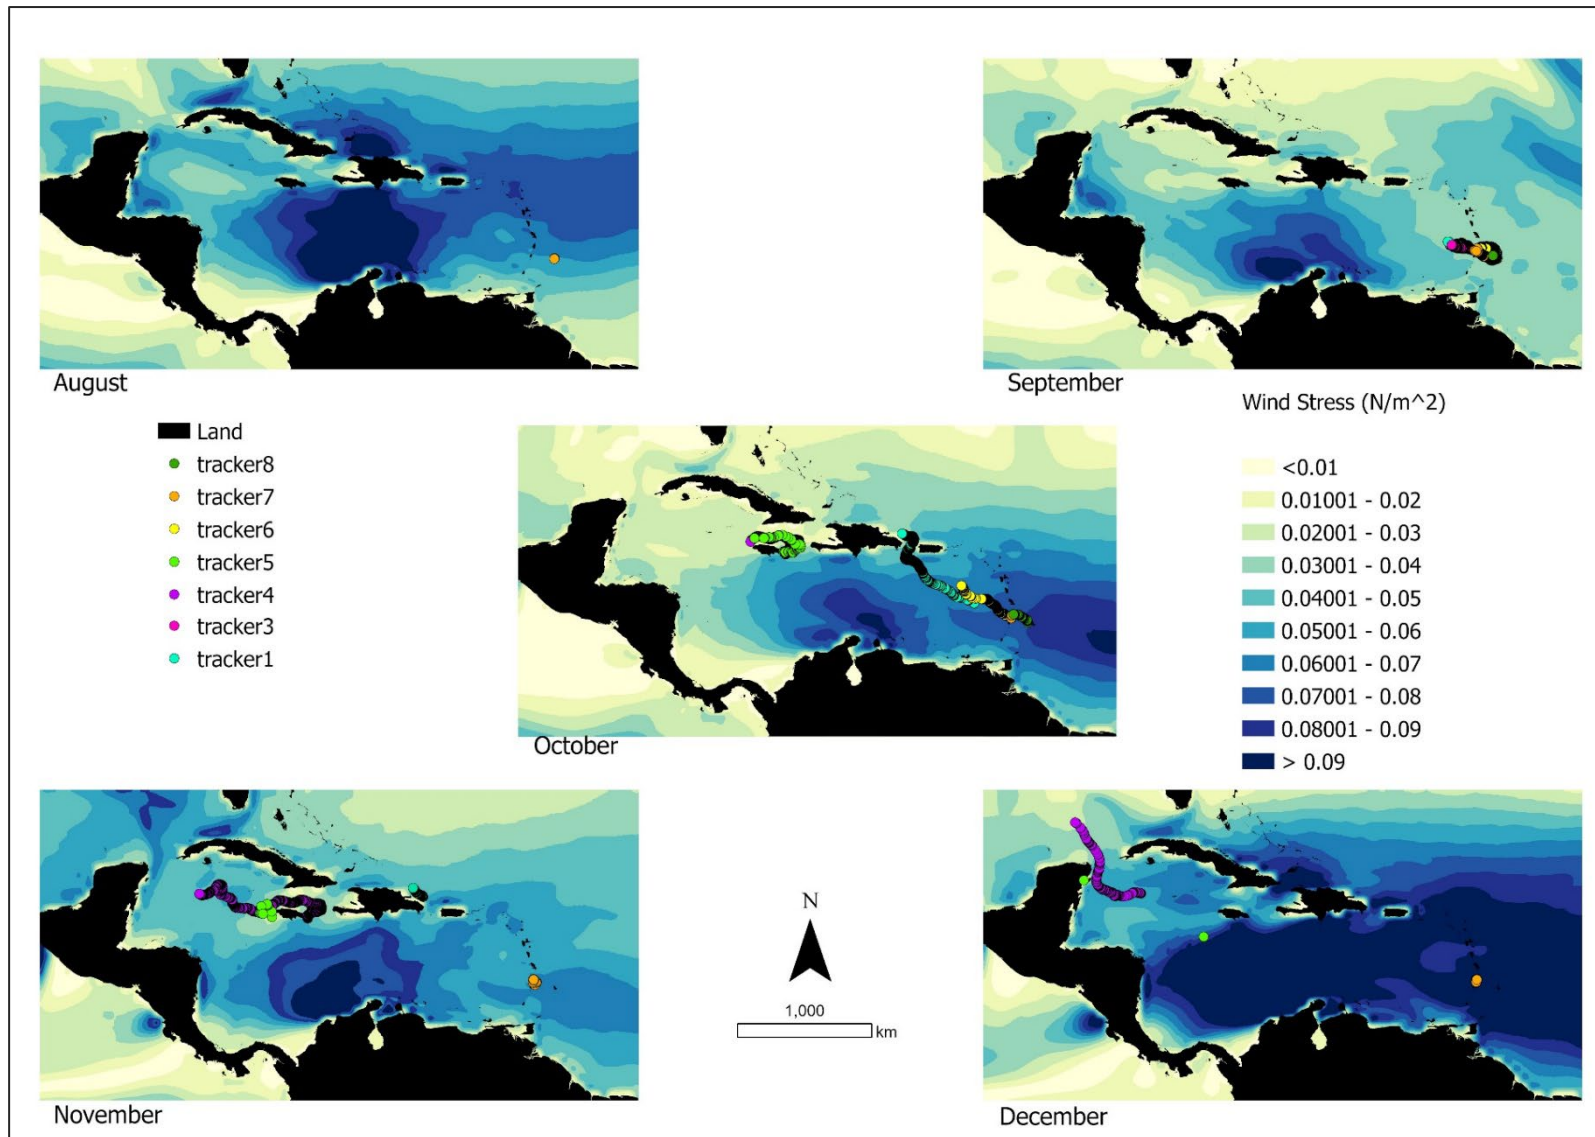 August
September
Land
tracker8
tracker7
tracker6
tracker5
tracker4
tracker3
tracker1
Wind Stress (N/m^2)
<0.01
0.01001 - 0.02
0.02001 - 0.03
0.03001 - 0.04
0.04001 - 0.05
0.05001 - 0.06
0.06001 - 0.07
0.07001 - 0.08
0.08001 - 0.09
> 0.09
October
N
1,000
km
November
December